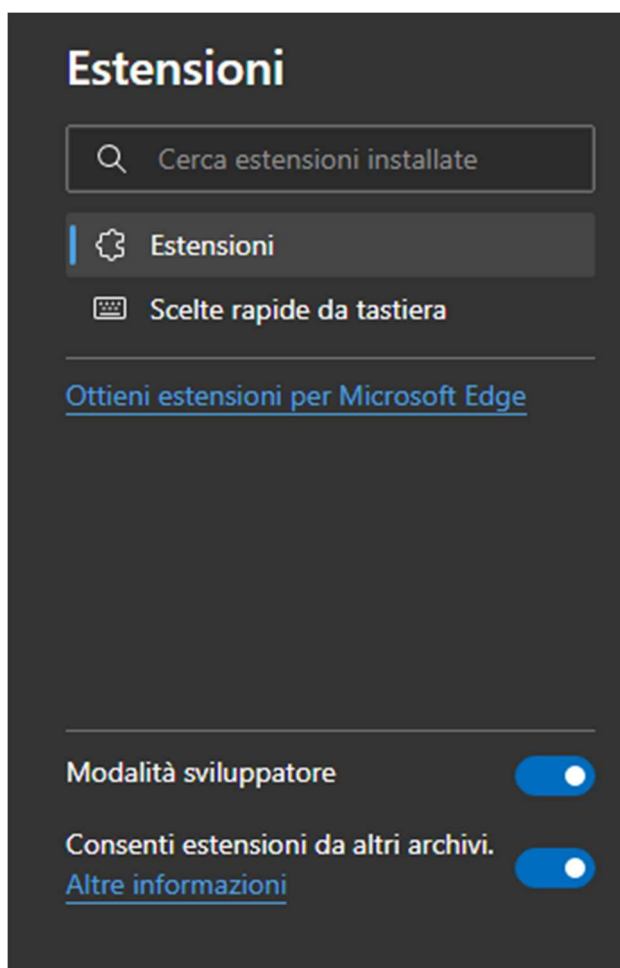 Estensioni
Cerca estensioni installate
Estensioni
Scelte rapide da tastiera
Ottieni estensioni per Microsoft Edge
Modalità sviluppatore
Consenti estensioni da altri archivi.
Altre informazioni